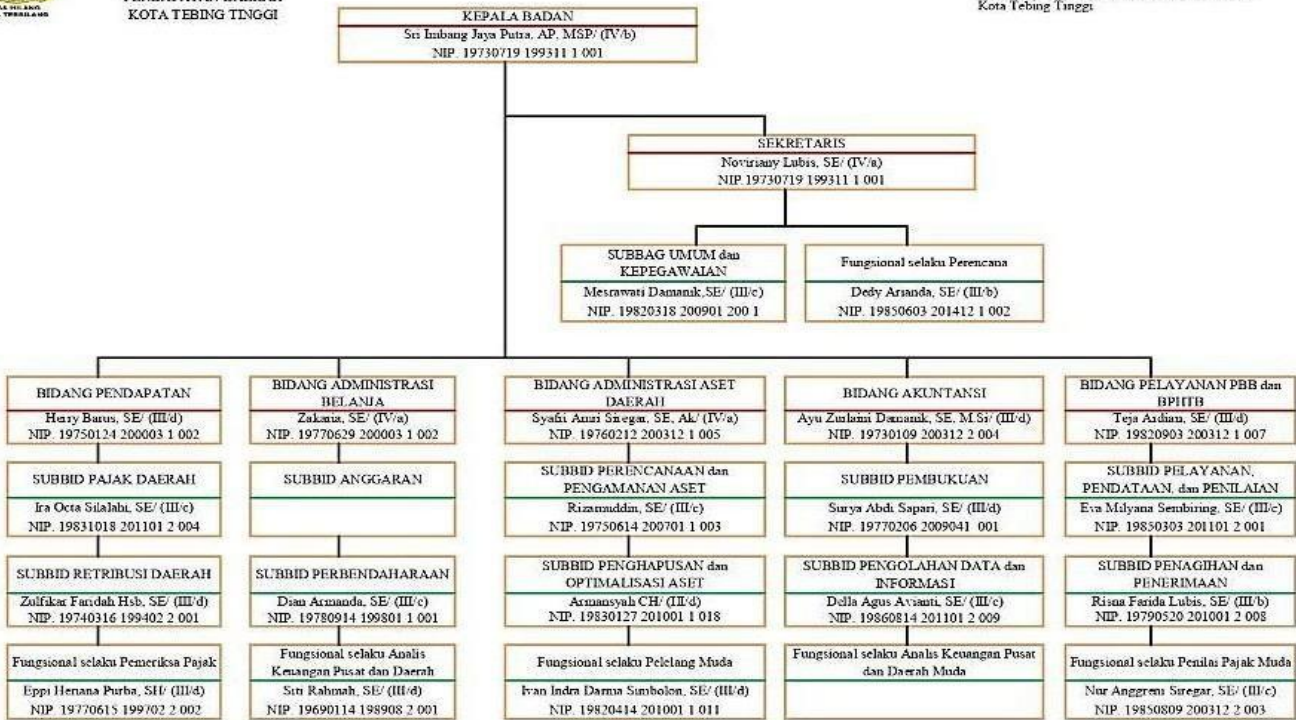 KOTA TEBING TINGGI
Kota Tebing Tinggi
KEPALA BADAN
Sri Imbang Jaya Putra, AP, MSP/ (IV/b)
NIP. 19730719 199311 1 001
SEKRETARIS
Noviriany Lubis, SE/ (IV/a)
NIP.19730719 199311 1 001
SUBBAG UMUM dan
KEPEGAWAIAN
Mesrawati Damanik,SE/ (III/c)
NIP. 19820318 200901 200 1
Fungsional selaku Perencana
Dedy Arianda, SE/ (III/b)
NIP. 19850603 201412 1 002
BIDANG PENDAPATAN
Herry Barus, SE/ (III/d)
NIP. 19750124 200003 1 002
BIDANG ADMINISTRASI
BELANJA
Zakaria, SE/ (IV/a)
NIP. 19770629 200003 1 002
BIDANG ADMINISTRASI ASET
DAERAH
Syafii Amri Siregar, SE, Ak/ (IV/a)
NIP. 19760212 200312 1 005
BIDANG AKUNTANSI
Ayu Zurlaini Damanik, SE, M.Si/ (III/d)
NIP. 19730109 200312 2 004
BIDANG PELAYANAN PBB dan
BPHTB
Teja Ardian, SE/ (III/d)
NIP. 19820903 200312 1 007
SUBBID PAJAK DAERAH
Ira Octa Silalahi, SE/ (III/c)
NIP. 19831018 201101 2 004
SUBBID ANGGARAN
SUBBID PERENCANAAN dan
PENGAMANAN ASET
Rizamuddin, SE/ (III/c)
NIP. 19750614 200701 1 003
SUBBID PEMBUKUAN
Surya Abdi Sapari, SE/ (III/d)
NIP. 19770206 2009041 001
SUBBID PELAYANAN,
PENDATAAN, dan PENILAIAN
Eva Milyana Sembiring, SE/ (III/c)
NIP. 19850303 201101 2 001
SUBBID RETRIBUSI DAERAH
Zulfikar Faridah Hsb, SE/ (III/d)
NIP. 19740316 199402 2 001
SUBBID PERBENDAHARAAN
Dian Armanda, SE/ (III/c)
NIP. 19780914 199801 1 001
SUBBID PENGHAPUSAN dan
OPTIMALISASI ASET
Armansyah CH/ (III/d)
NIP. 19830127 201001 1 018
SUBBID PENGOLAHAN DATA dan
INFORMASI
Della Agus Avianti, SE/ (III/c)
NIP. 19860814 201101 2 009
SUBBID PENAGIHAN dan
PENERIMAAN
Risna Farida Lubis, SE/ (III/b)
NIP. 19790520 201001 2 008
Fungsional selaku Pemeriksa Pajak
Eppi Heriana Purba, SH/ (III/d)
NIP. 19770615 199702 2 002
Fungsional selaku Analis
Keuangan Pusat dan Daerah
Siti Rahmah, SE/ (III/d)
NIP. 19690114 198908 2 001
Fungsional selaku Pelelang Muda
Ivan Indra Darma Simbolon, SE/ (III/d)
NIP. 19820414 201001 1 011
Fungsional selaku Analis Keuangan Pusat
dan Daerah Muda
Fungsional selaku Penilai Pajak Muda
Nur Anggreni Siregar, SE/ (III/c)
NIP. 19850809 200312 2 003